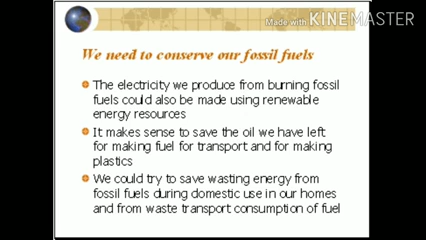 Made with KINEMASTER
We need to conserve our fossil fuels
The electricity we produce from burning fossil
fuels could also be made using renewable
energy resources
It makes sense to save the oil we have left
for making fuel for transport and for making
plastics
We could try to save wasting energy from
fossil fuels during domestic use in our homes
and from waste transport consumption of fuel